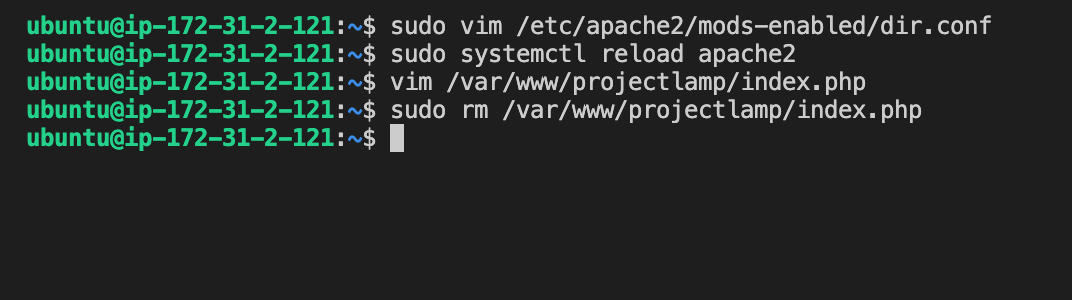 ubuntu@ip-172-31-2-121:~$ sudo vim /etc/apache2/mods-enabled/dir.conf
ubuntu@ip-172-31-2-121:~$ sudo systemctl reload apache2
ubuntu@ip-172-31-2-121:~$ vim /var/www/projectlamp/index.php
ubuntu@ip-172-31-2-121:~$ sudo rm /var/www/projectlamp/index.php
ubuntu@ip-172-31-2-121:~$